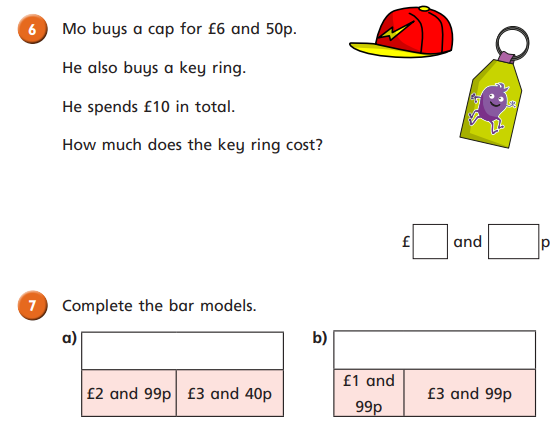 6 Mo buys a cap for £6 and 50p.
He also buys a key ring.
He spends £10 in total.
How much does the key ring cost?
£ and p
7 Complete the bar models.
a) b)
£2 and 99p £3 and 40p
£1 and
99p
£3 and 99p